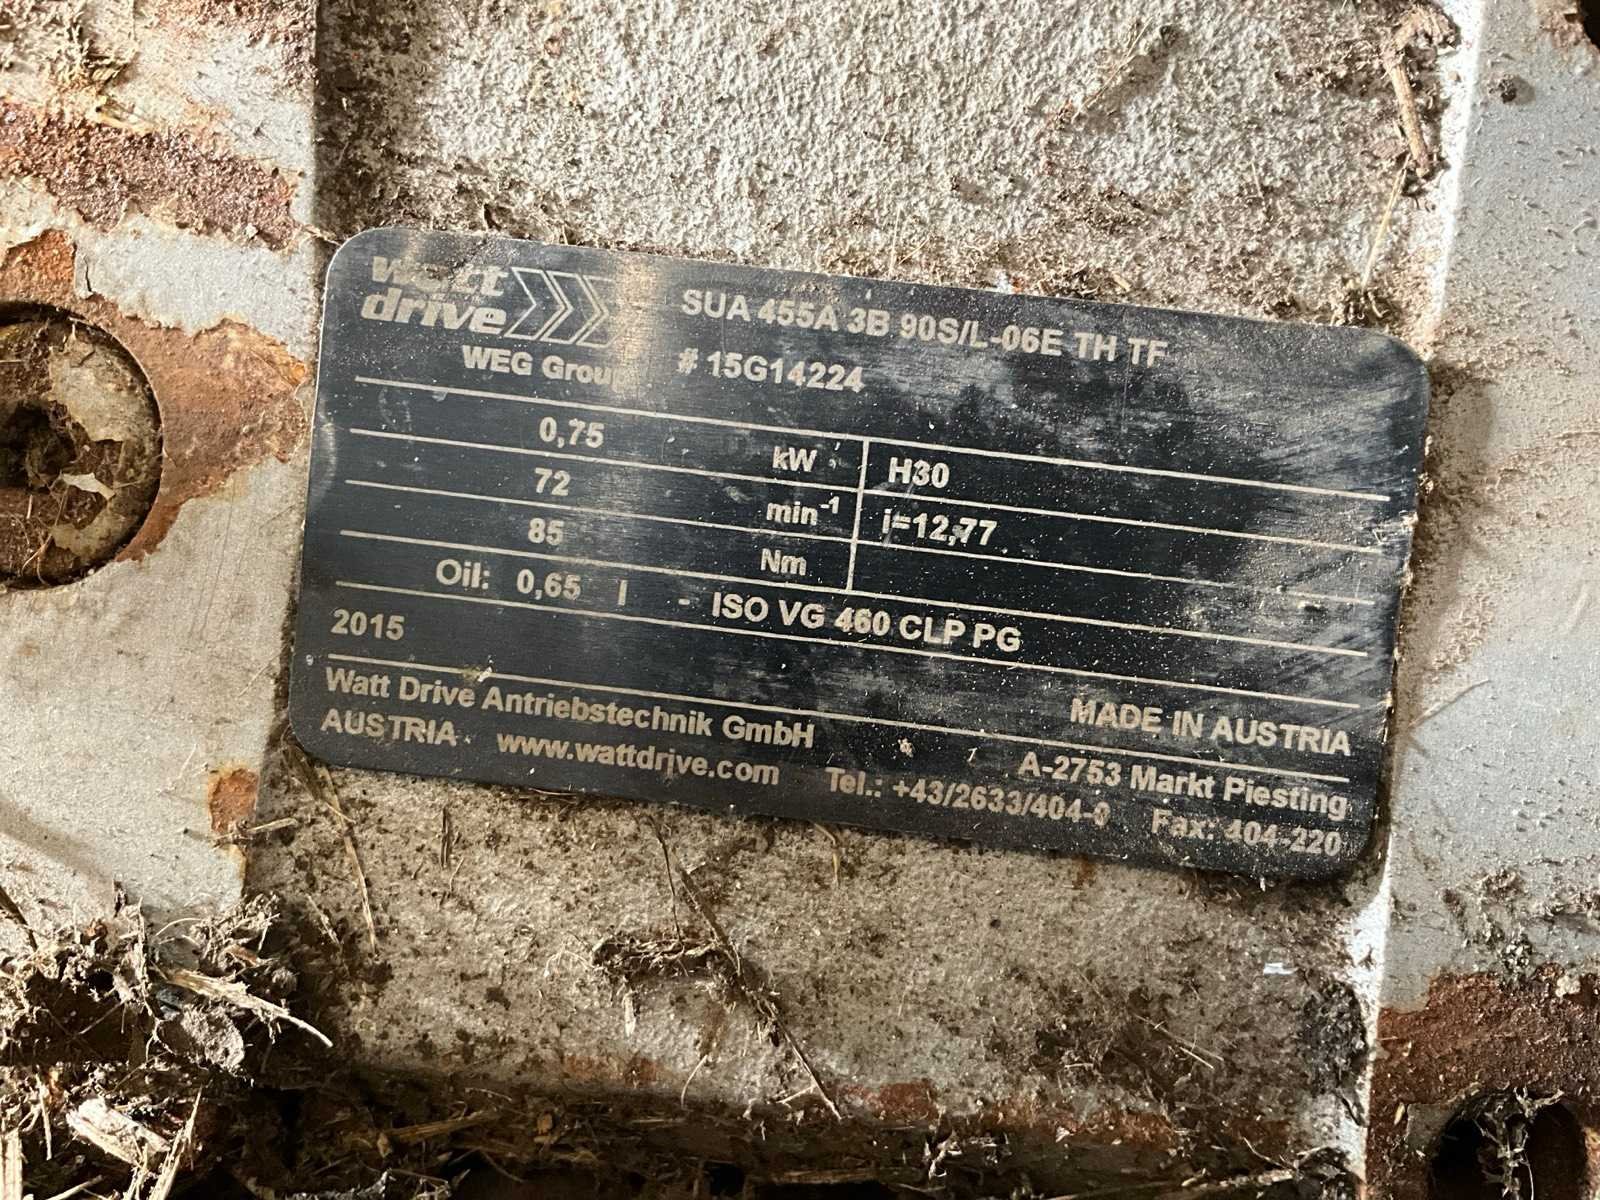 watt
drive
WEG Group
SUA 455A 3B 90S/L-06E TH TF
# 15G14224
0,75 kW H30
72 min-1 i=12,77
85 Nm
Oil: 0,65 l - ISO VG 460 CLP PG
2015 MADE IN AUSTRIA
Watt Drive Antriebstechnik GmbH A-2753 Markt Piesting
AUSTRIA www.wattdrive.com Tel.: +43/2633/404-0 Fax: 404-220